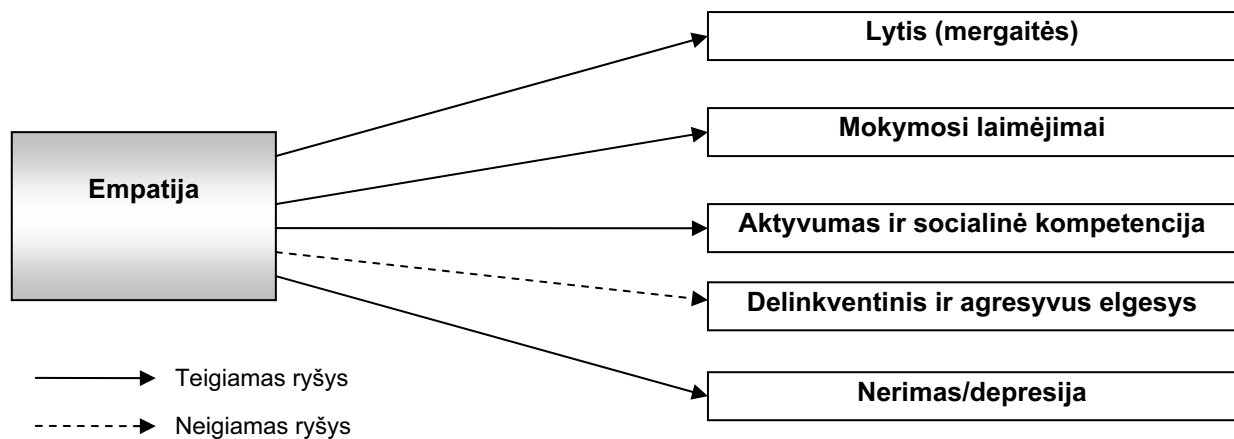 Lytis (mergaitės)
Mokymosi laimėjimai
Empatija
Aktyvumas ir socialinė kompetencija
Delinkventinis ir agresyvus elgesys
Teigiamas ryšys
Nerimas/depresija
Neigiamas ryšys